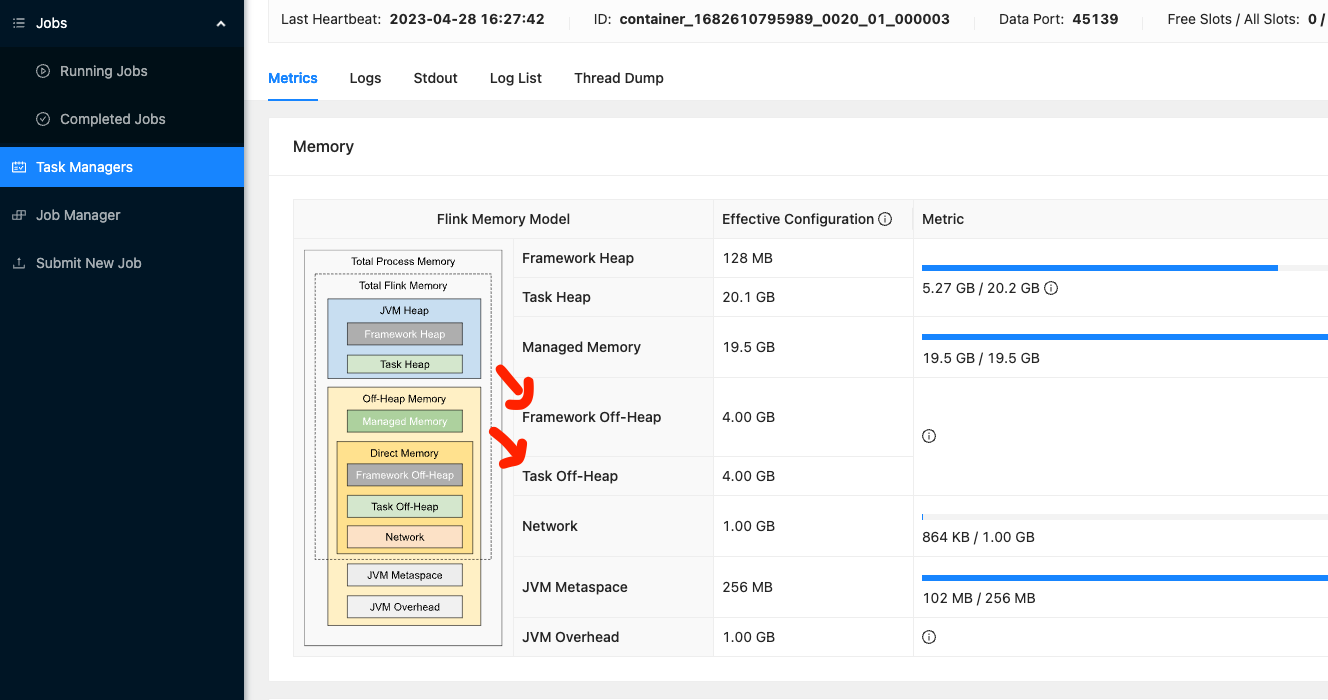 Jobs
Last Heartbeat: 2023-04-28 16:27:42 ID: container_1682610795989_0020_01_000003 Data Port: 45139 Free Slots / All Slots: 0 /
Running Jobs
Completed Jobs
Task Managers
Job Manager
Submit New Job
Metrics Logs Stdout Log List Thread Dump
Memory
Flink Memory Model Effective Configuration Metric
Total Process Memory
Total Flink Memory
JVM Heap
Framework Heap
Task Heap
Off-Heap Memory
Managed Memory
Direct Memory
Framework Off-Heap
Task Off-Heap
Network
JVM Metaspace
JVM Overhead
Framework Heap 128 MB
5.27 GB / 20.2 GB
Task Heap 20.1 GB
Managed Memory 19.5 GB
19.5 GB / 19.5 GB
Framework Off-Heap 4.00 GB
Task Off-Heap 4.00 GB
Network 1.00 GB
864 KB / 1.00 GB
JVM Metaspace 256 MB
102 MB / 256 MB
JVM Overhead 1.00 GB